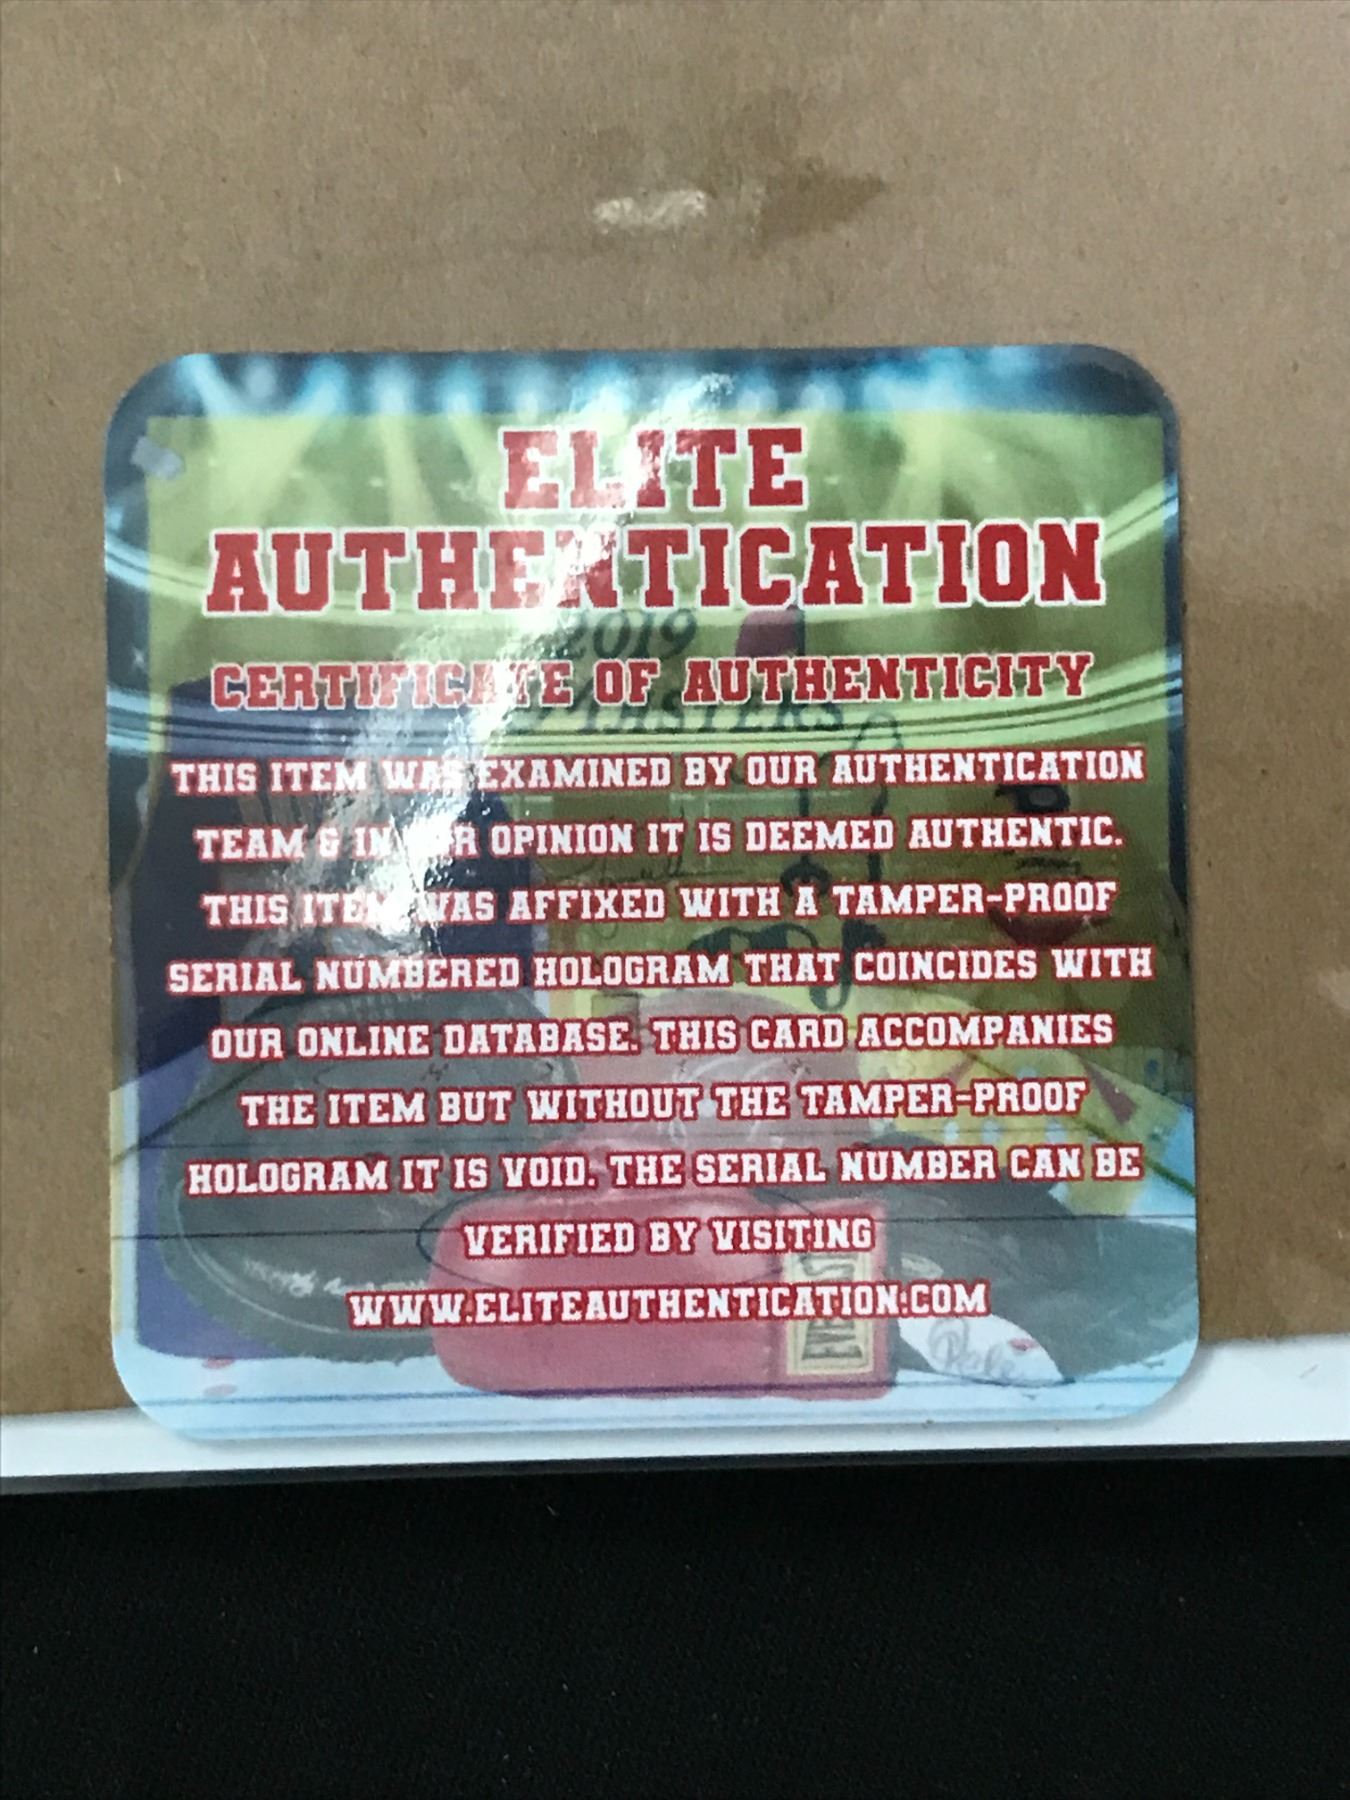 ELITE
AUTHENTICATION
2019
CERTIFICATE OF AUTHENTICITY
MASTERS
THIS ITEM WAS EXAMINED BY OUR AUTHENTICATION
TEAM & IN OUR OPINION IT IS DEEMED AUTHENTIC.
THIS ITEM WAS AFFIXED WITH A TAMPER-PROOF
SERIAL NUMBERED HOLOGRAM THAT COINCIDES WITH
OUR ONLINE DATABASE. THIS CARD ACCOMPANIES
THE ITEM BUT WITHOUT THE TAMPER-PROOF
HOLOGRAM IT IS VOID. THE SERIAL NUMBER CAN BE
VERIFIED BY VISITING
WWW.ELITEAUTHENTICATION.COM